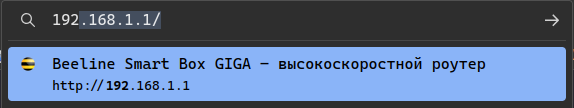 192.168.1.1/
Beeline Smart Box GIGA — высокоскоростной роутер
http://192.168.1.1